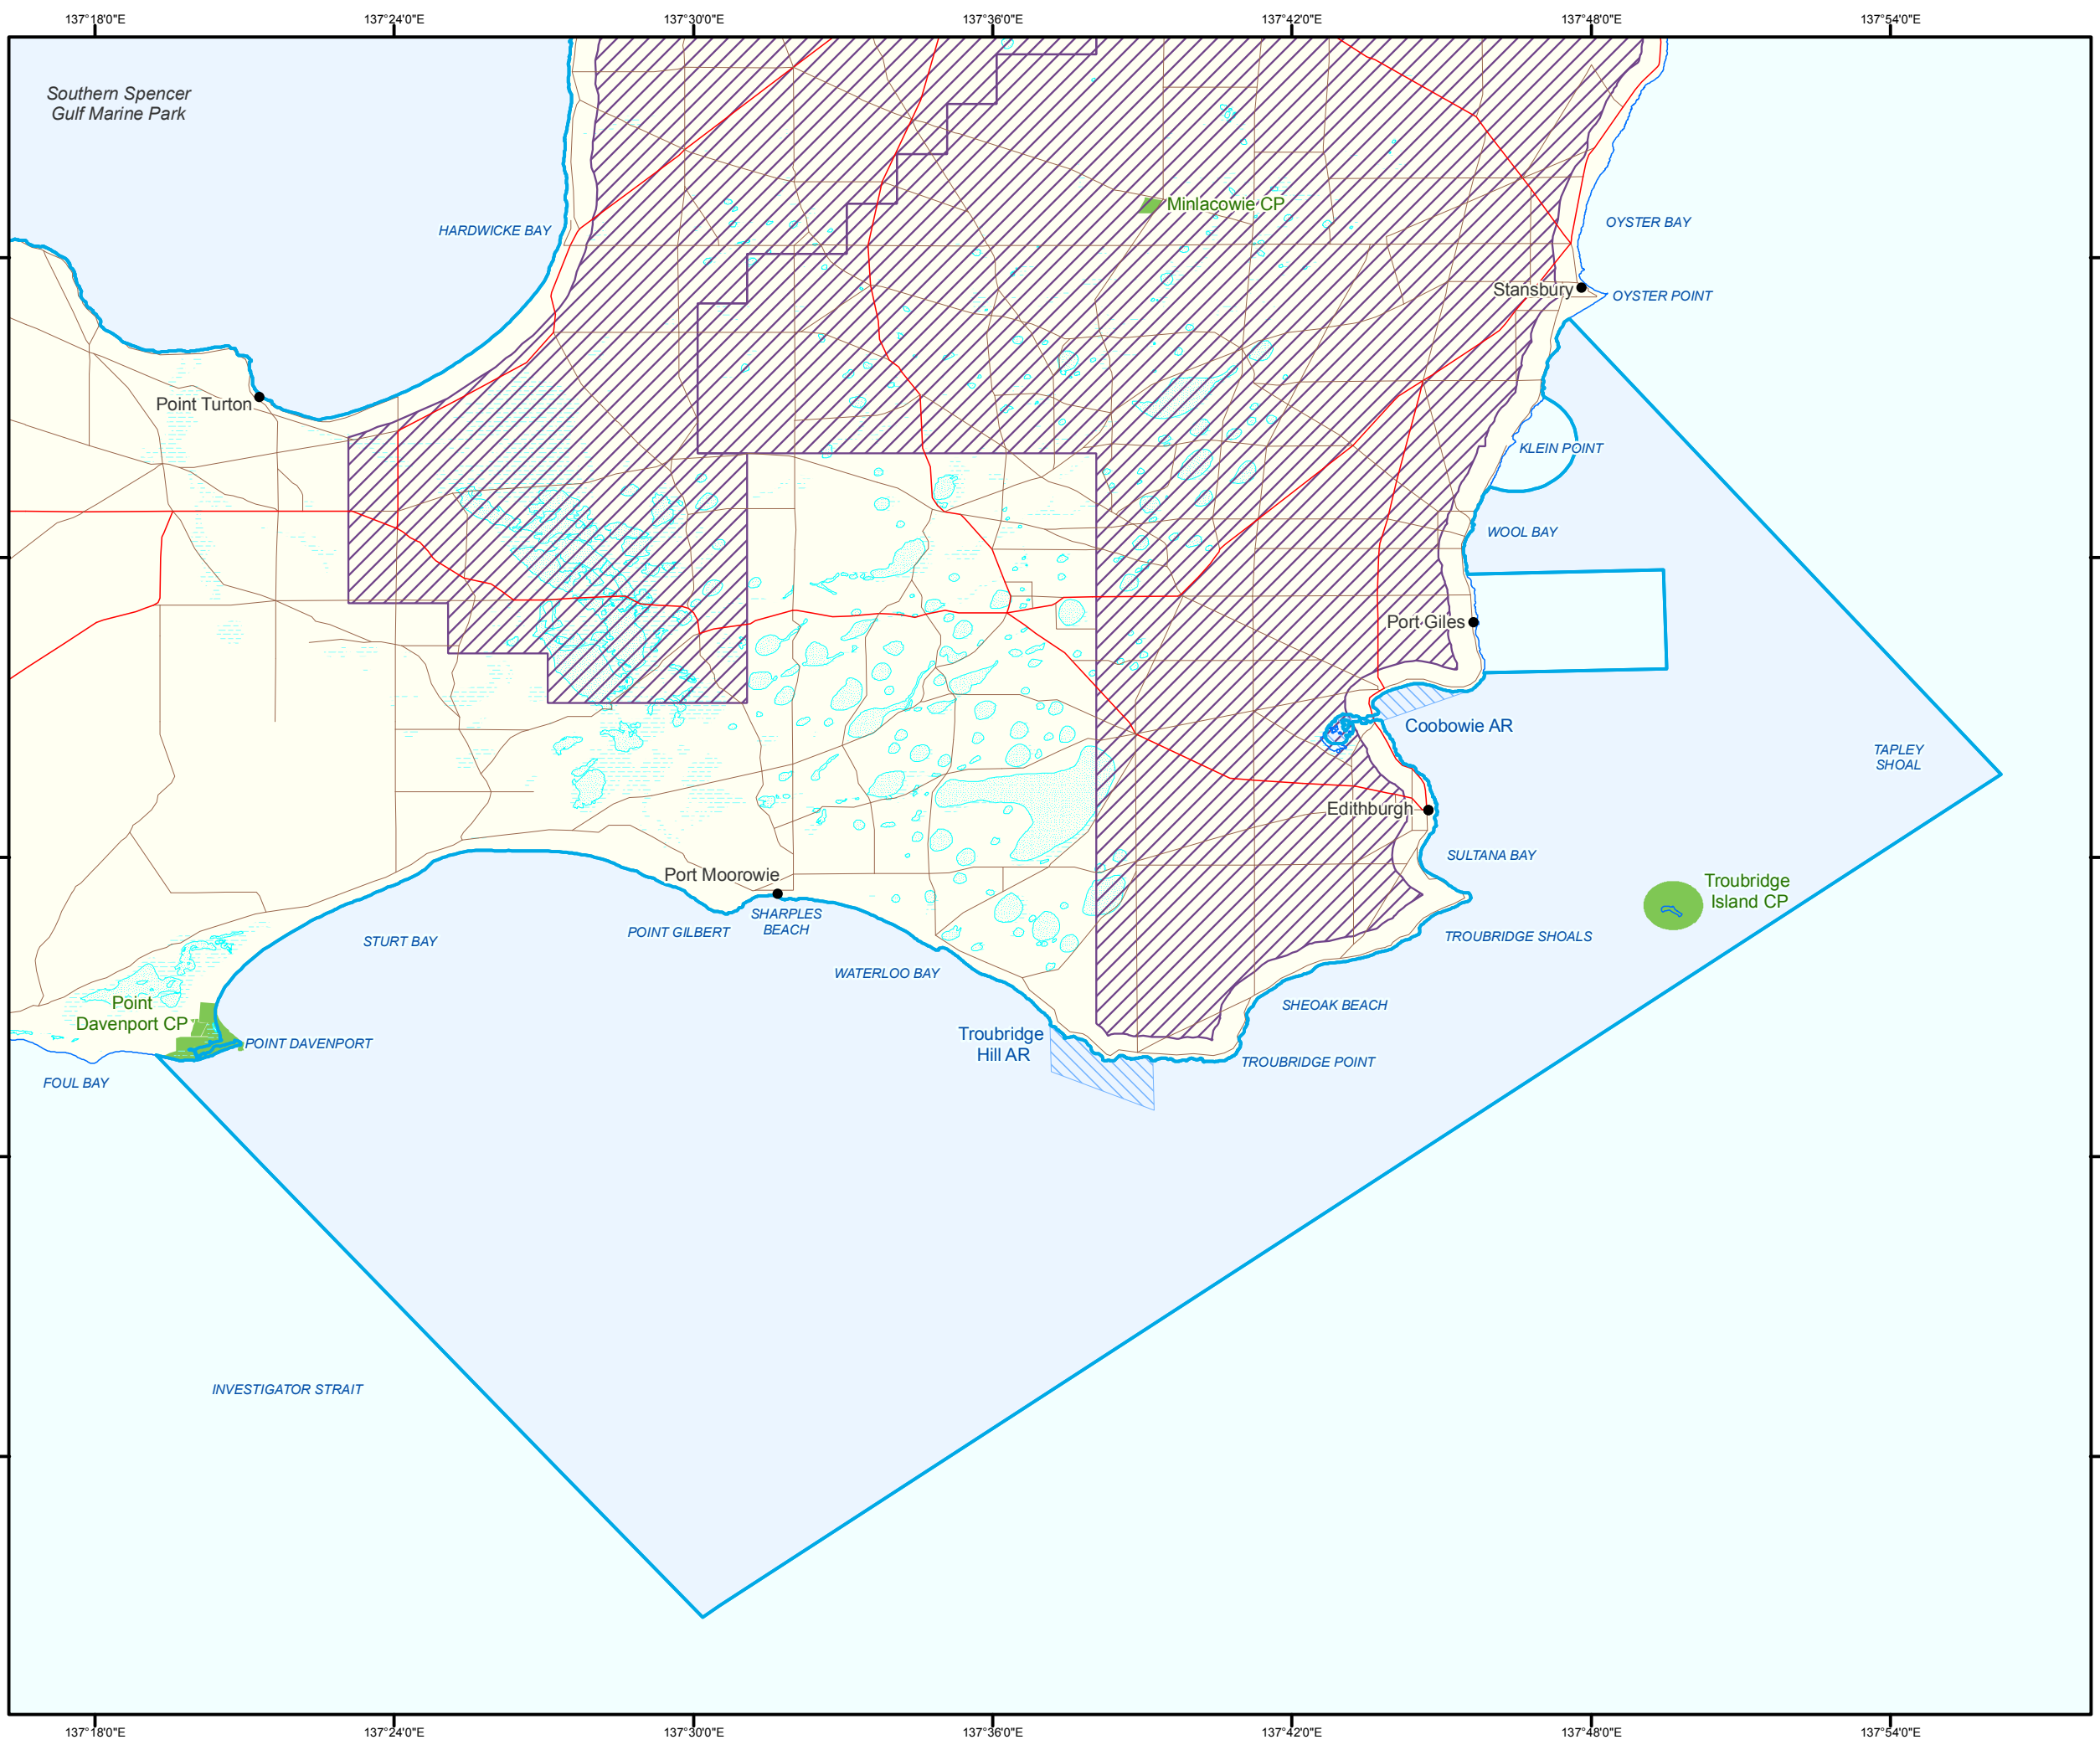 137°18'0"E
137°24'0"E
137°30'0"E
137°36'0"E
137°42'0"E
137°48'0"E
137°54'0"E
Southern Spencer
Gulf Marine Park
HARDWICKE BAY
Minlacowie CP
OYSTER BAY
Stansbury
OYSTER POINT
Point Turton
KLEIN POINT
WOOL BAY
Port Giles
Coobowie AR
TAPLEY
SHOAL
Edithburgh
SULTANA BAY
Port Moorowie
Troubridge
Island CP
SHARPLES
BEACH
POINT GILBERT
STURT BAY
TROUBRIDGE SHOALS
WATERLOO BAY
Point
Davenport CP
SHEOAK BEACH
POINT DAVENPORT
Troubridge
Hill AR
TROUBRIDGE POINT
FOUL BAY
INVESTIGATOR STRAIT
137°18'0"E
137°24'0"E
137°30'0"E
137°36'0"E
137°42'0"E
137°48'0"E
137°54'0"E